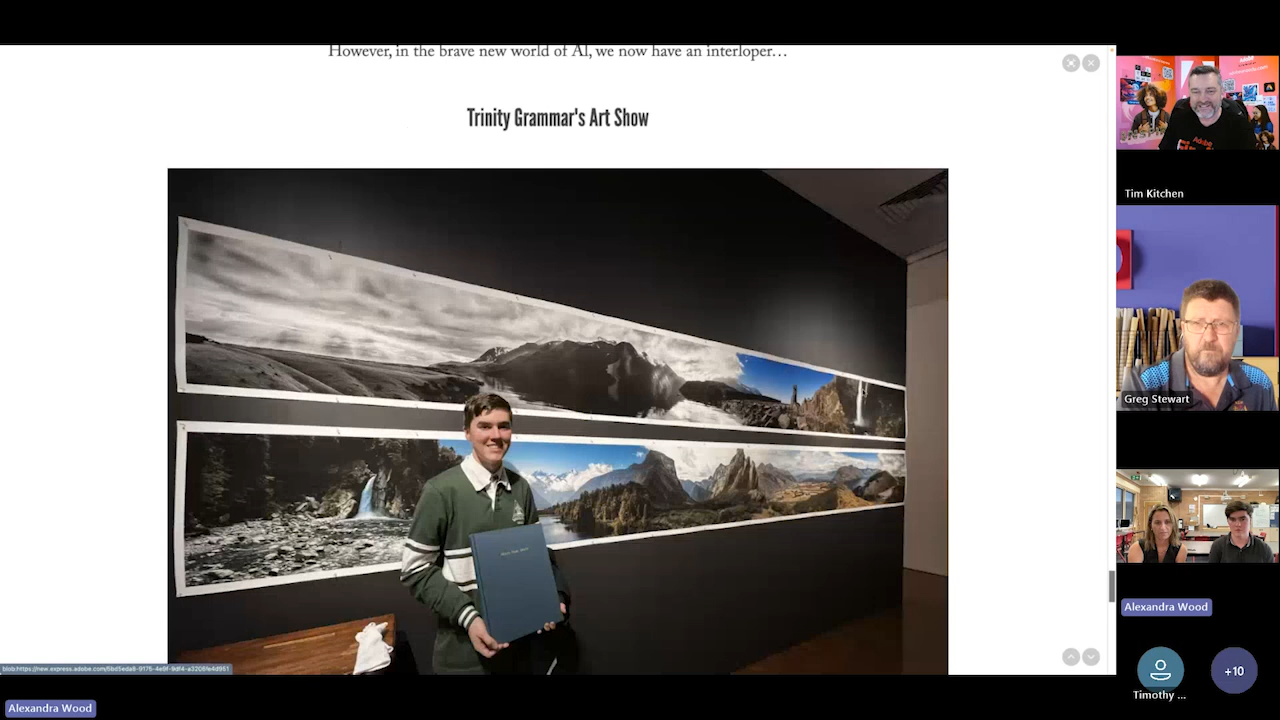 However, in the brave new world of AI, we now have an interloper…
Trinity Grammar's Art Show
Tim Kitchen
Greg Stewart
Alexandra Wood
Timothy ...
+10
Alexandra Wood